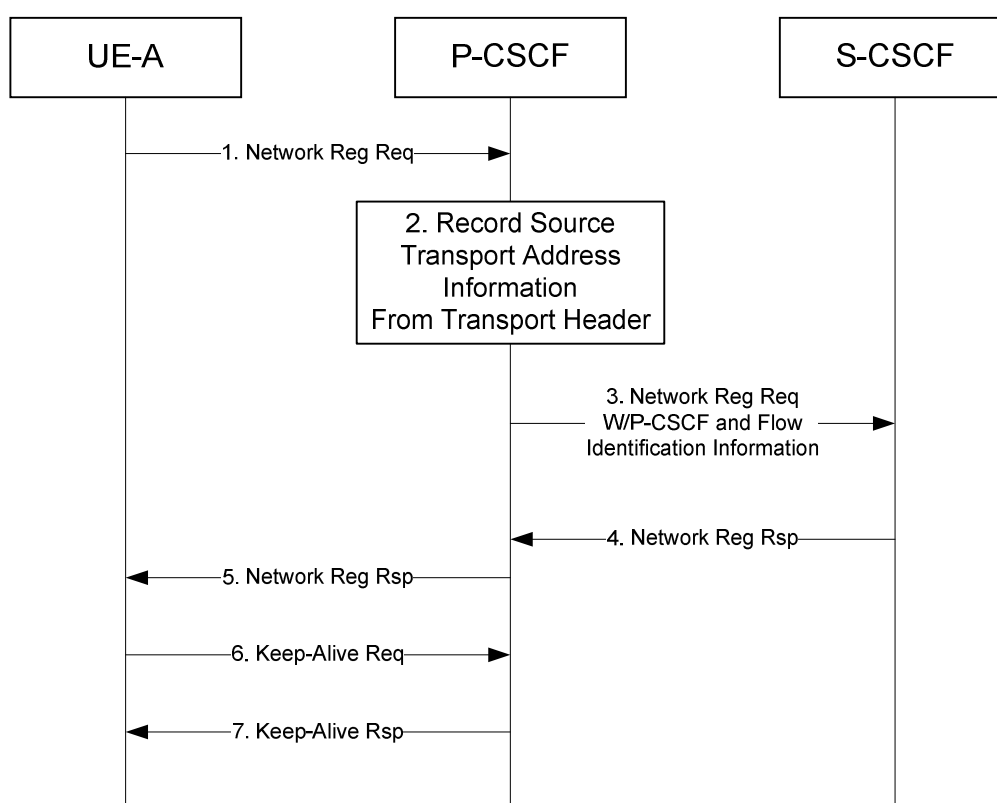 UE-A
P-CSCF
S-CSCF
1. Network Reg Req
2. Record Source
Transport Address
Information
From Transport Header
3. Network Reg Req
W/P-CSCF and Flow
Identification Information
4. Network Reg Rsp
5. Network Reg Rsp
6. Keep-Alive Req
7. Keep-Alive Rsp